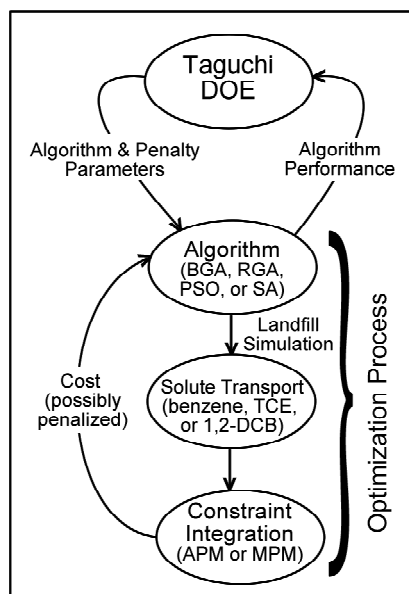 Taguchi
DOE
Algorithm & Penalty
Parameters
Algorithm
Performance
Algorithm
(BGA, RGA,
PSO, or SA)
Landfill
Simulation
Cost
(possibly
penalized)
Solute Transport
(benzene, TCE,
or 1,2-DCB)
Constraint
Integration
(APM or MPM)
Optimization Process